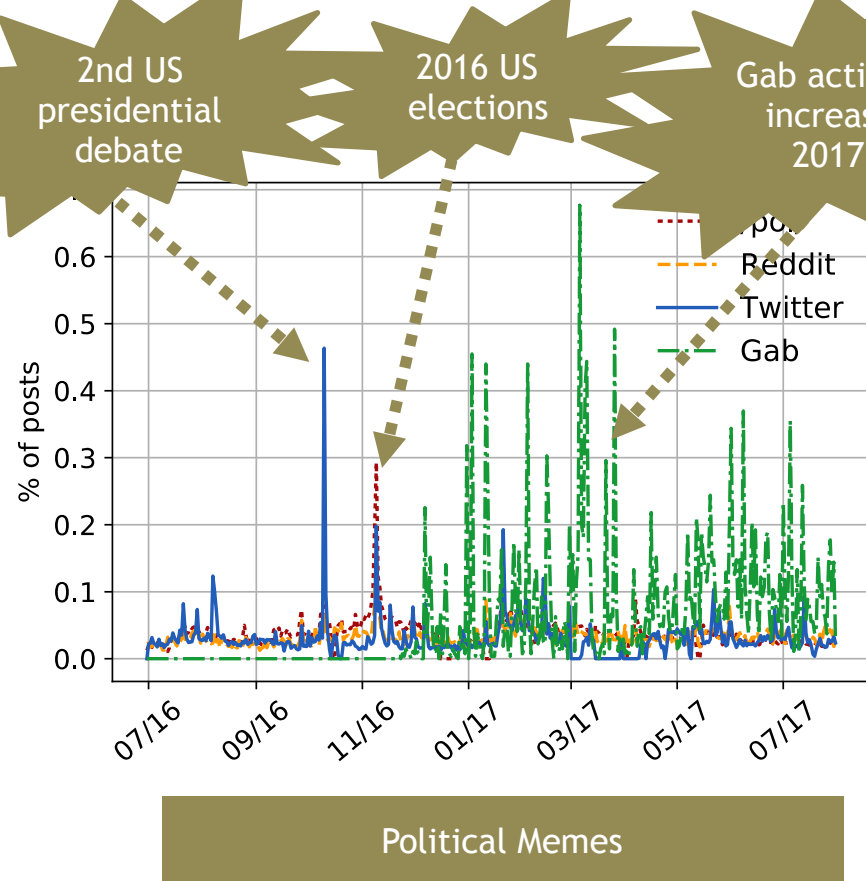 2nd US
presidential
debate
2016 US
elections
Gab
2017
Reddit
Twitter
Gab
% of posts
0.6
0.5
0.4
0.3
0.2
0.1
0.0
07/16
09/16
11/16
01/17
03/17
05/17
07/17
Political Memes